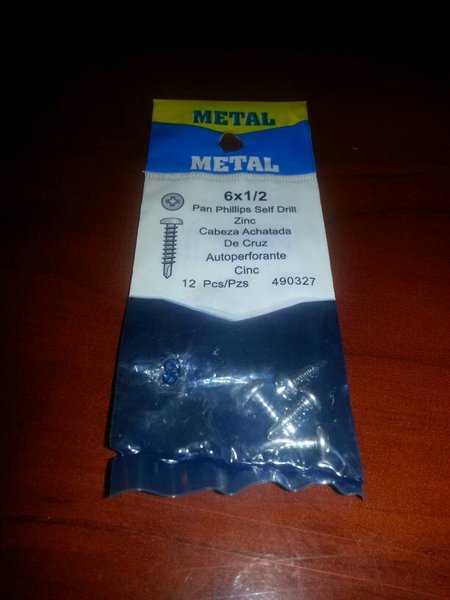 METAL
METAL
6x1/2
Pan Phillips Self Drill
Zinc
Cabeza Achatada
De Cruz
Autoperforante
Cinc
12 Pcs/Pzs 490327